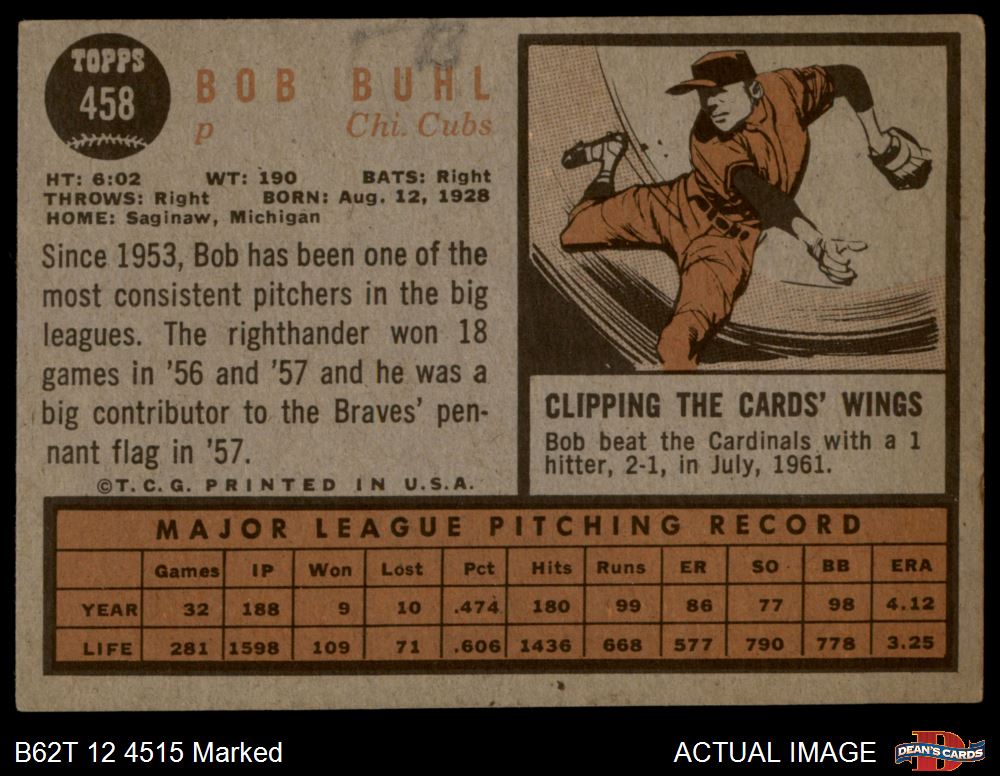 TOPPS
458
BOB BUHL
p Chi. Cubs
HT: 6:02 WT: 190 BATS: Right
THROWS: Right BORN: Aug. 12, 1928
HOME: Saginaw, Michigan
Since 1953, Bob has been one of the
most consistent pitchers in the big
leagues. The righthander won 18
games in '56 and '57 and he was a
big contributor to the Braves' pen-
nant flag in '57.
©T.C.G. PRINTED IN U.S.A.
CLIPPING THE CARDS' WINGS
Bob beat the Cardinals with a 1
hitter, 2-1, in July, 1961.
MAJOR LEAGUE PITCHING RECORD
Games IP Won Lost Pct Hits Runs ER SO BB ERA
YEAR 32 188 9 10 .474 180 99 86 77 98 4.12
LIFE 281 1598 109 71 .606 1436 668 577 790 778 3.25
B62T 12 4515 Marked
ACTUAL IMAGE
DEAN'S CARDS